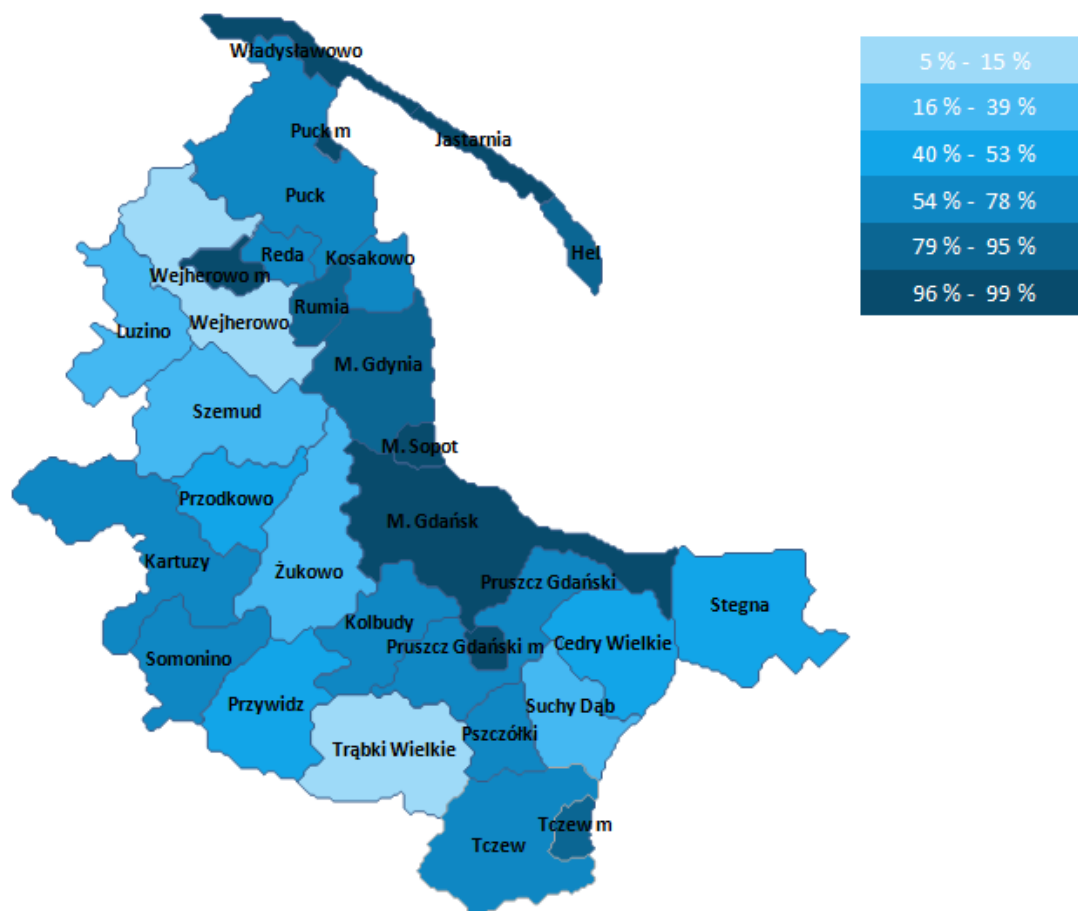 Władysławowo
5 % - 15 %
16 % - 39 %
40 % - 53 %
54 % - 78 %
79 % - 95 %
96 % - 99 %
Puck m
Jastarnia
Puck
Hel
Reda
Kosakowo
Wejherowo m
Rumia
Wejherowo
Luzino
M. Gdynia
Szemud
M. Sopot
Przodkowo
M. Gdańsk
Kartuzy
Żukowo
Pruszcz Gdański
Stegna
Kolbudy
Pruszcz Gdański m
Cedry Wielkie
Somonino
Przywidz
Suchy Dąb
Pszczółki
Trąbki Wielkie
Tczew m
Tczew